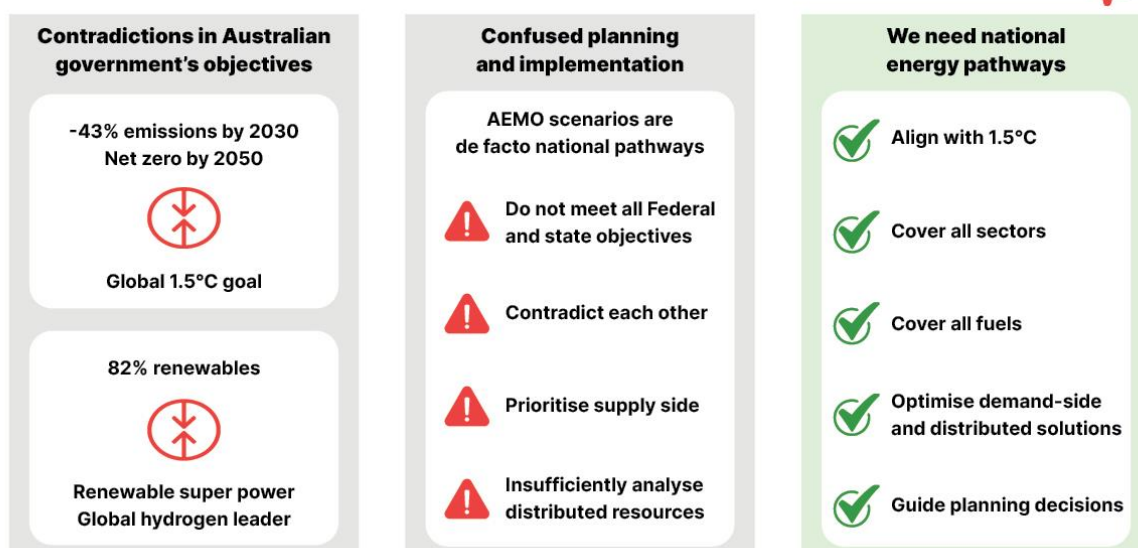 Contradictions in Australian
government's objectives
-43% emissions by 2030
Net zero by 2050
Global 1.5°C goal
82% renewables
Renewable super power
Global hydrogen leader
Confused planning
and implementation
AEMO scenarios are
de facto national pathways
! Do not meet all Federal
and state objectives
! Contradict each other
! Prioritise supply side
! Insufficiently analyse
distributed resources
We need national
energy pathways
Align with 1.5°C
Cover all sectors
Cover all fuels
Optimise demand-side
and distributed solutions
Guide planning decisions